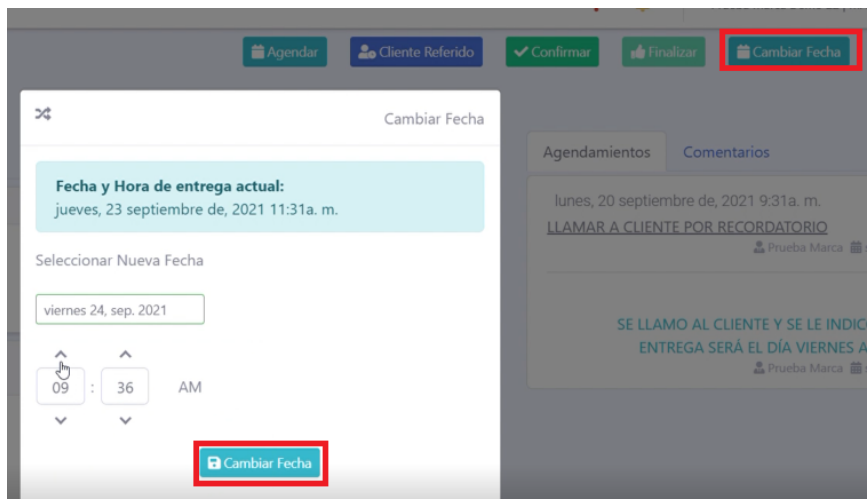 Agendar Cliente Referido Confirmar Finalizar Cambiar Fecha
Cambiar Fecha
Fecha y Hora de entrega actual:
jueves, 23 septiembre de, 2021 11:31a. m.
Seleccionar Nueva Fecha
viernes 24, sep. 2021
09 : 36 AM
Cambiar Fecha
Agendamientos Comentarios
lunes, 20 septiembre de, 2021 9:31a. m.
LLAMAR A CLIENTE POR RECORDATORIO
Prueba Marca
SE LLAMO AL CLIENTE Y SE LE INDIC
ENTREGA SERÁ EL DÍA VIERNES A
Prueba Marca